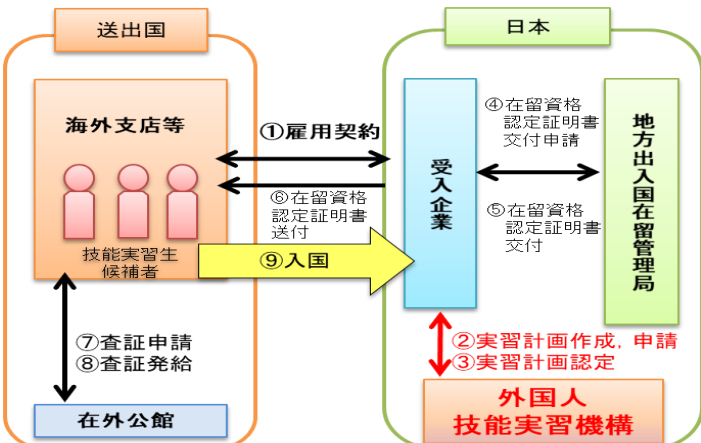 送出国
日本
海外支店等
技能実習生
候補者
①雇用契約
⑥在留資格
認定証明書
送付
⑨入国
⑦査証申請
⑧査証発給
在外公館
受入企業
④在留資格
認定証明書
交付申請
⑤在留資格
認定証明書
交付
地方出入国在留管理局
②実習計画作成，申請
③実習計画認定
外国人
技能実習機構